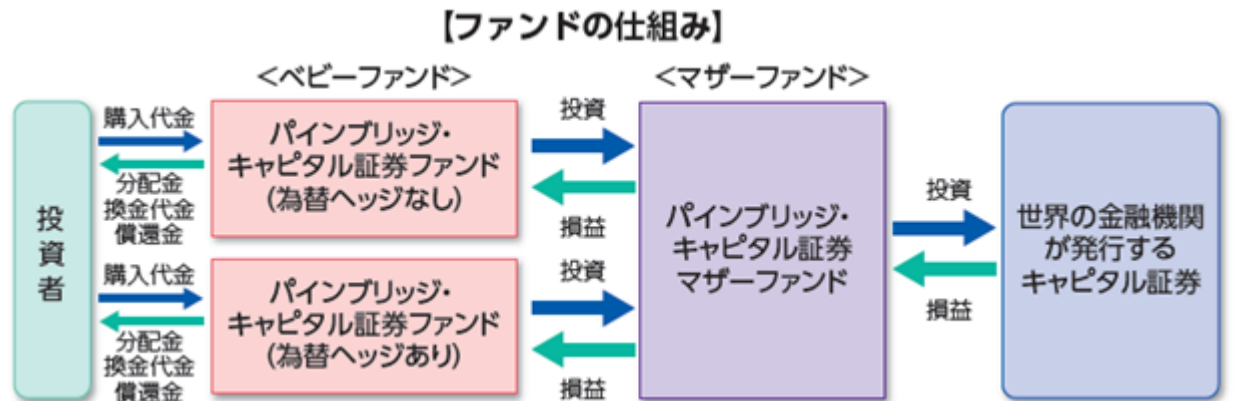 【ファンドの仕組み】
＜ベビーファンド＞
＜マザーファンド＞
投資者
購入代金
分配金
換金代金
償還金
パインブリッジ・
キャピタル証券ファンド
(為替ヘッジなし)
投資
損益
購入代金
分配金
換金代金
償還金
パインブリッジ・
キャピタル証券ファンド
(為替ヘッジあり)
投資
損益
パインブリッジ・
キャピタル証券
マザーファンド
投資
損益
世界の金融機関
が発行する
キャピタル証券